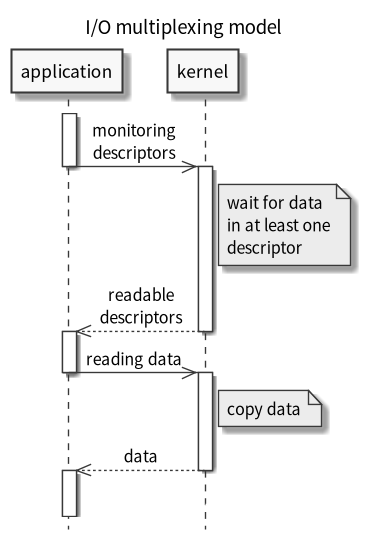 I/O multiplexing model
application
kernel
monitoring
descriptors
wait for data
in at least one
descriptor
readable
descriptors
reading data
copy data
data